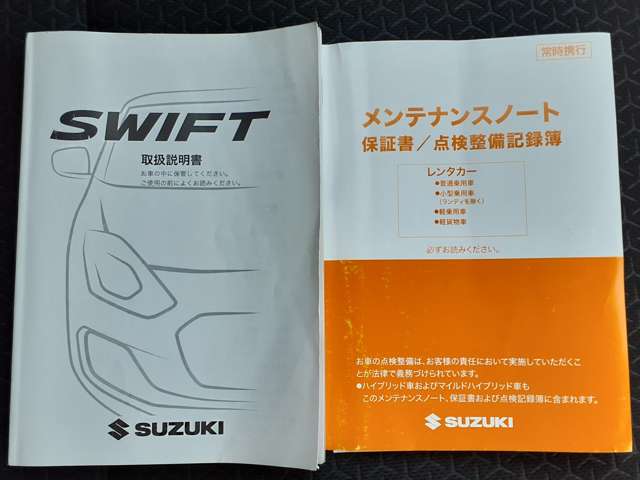 SWIFT
取扱説明書
お車の中に保管してください。
ご使用の前によくお読みください。
SUZUKI
常時携行
メンテナンスノート
保証書／点検整備記録簿
レンタカー
●普通乗用車
●小型乗用車
（ランディを除く）
●軽乗用車
●軽貨物車
必ずお読みください。
お車の点検整備は、お客様の責任において実施していただくこ
とが法律で義務づけられています。
●ハイブリッド車およびマイルドハイブリッド車も
このメンテナンスノート、保証書および点検記録簿に含まれます。
SUZUKI